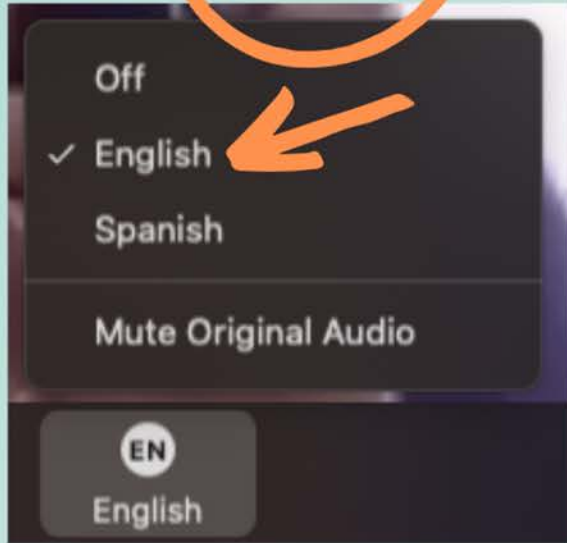 Off
✓ English
Spanish
Mute Original Audio
EN
English